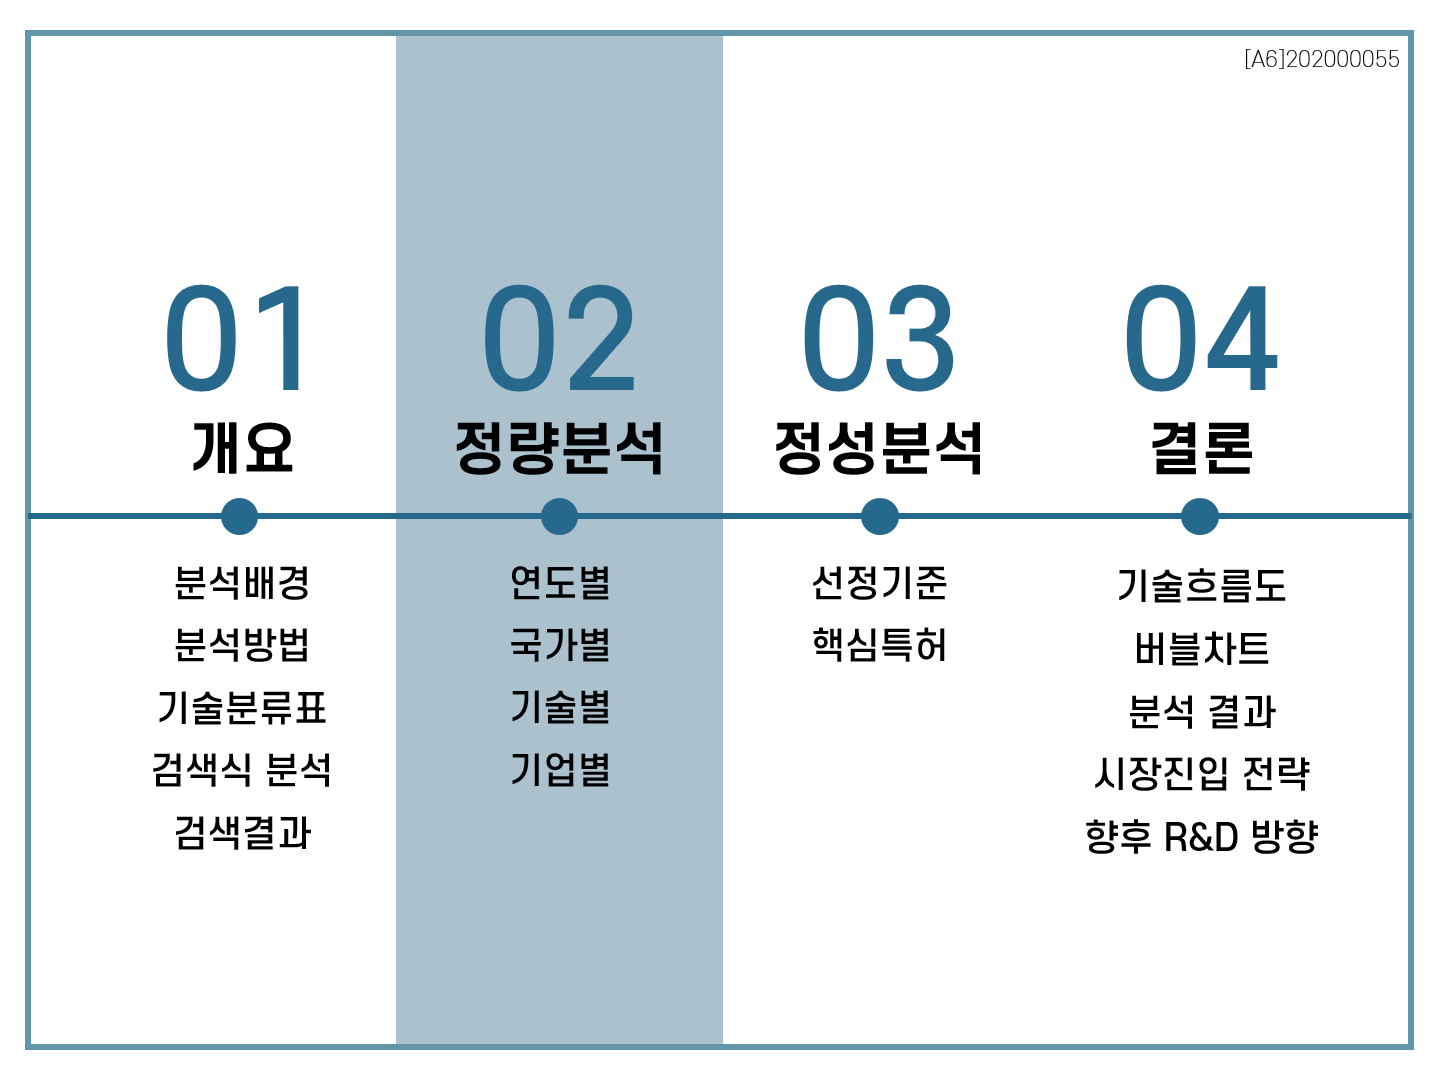 [A6]202000055
01
개요
분석배경
분석방법
기술분류표
검색식 분석
검색결과
02
정량분석
연도별
국가별
기술별
기업별
03
정성분석
선정기준
핵심특허
04
결론
기술흐름도
버블차트
분석 결과
시장진입 전략
향후 R&D 방향